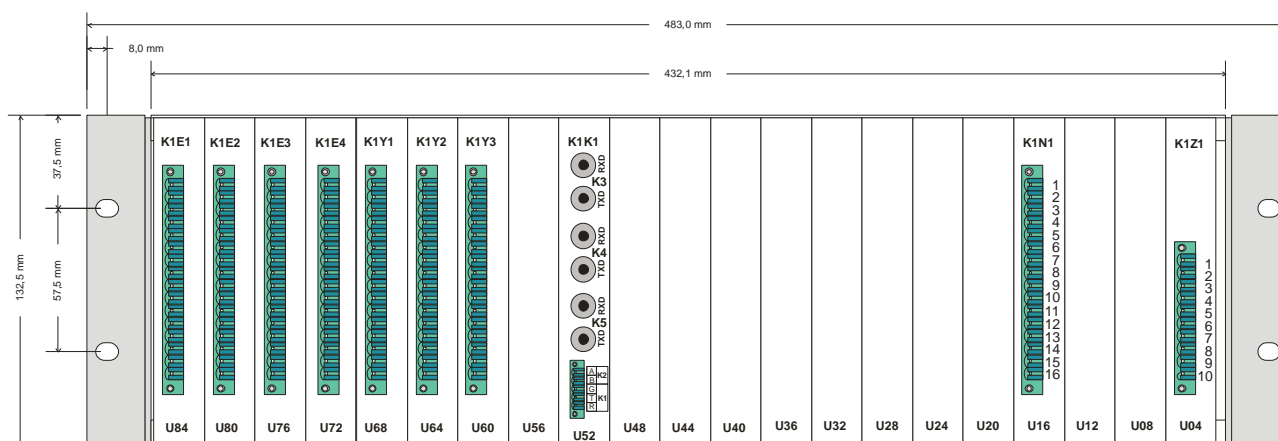 483,0 mm
8,0 mm
432,1 mm
132,5 mm
37,5 mm
57,5 mm
K1E1 K1E2 K1E3 K1E4 K1Y1 K1Y2 K1Y3 K1K1 K1N1 K1Z1
RXD
K3
TXD
RXD
K4
TXD
RXD
K5
TXD
A
B
K2
G
T
R
K1
1
2
3
4
5
6
7
8
9
10
11
12
13
14
15
16
1
2
3
4
5
6
7
8
9
10
U84 U80 U76 U72 U68 U64 U60 U56 U52 U48 U44 U40 U36 U32 U28 U24 U20 U16 U12 U08 U04